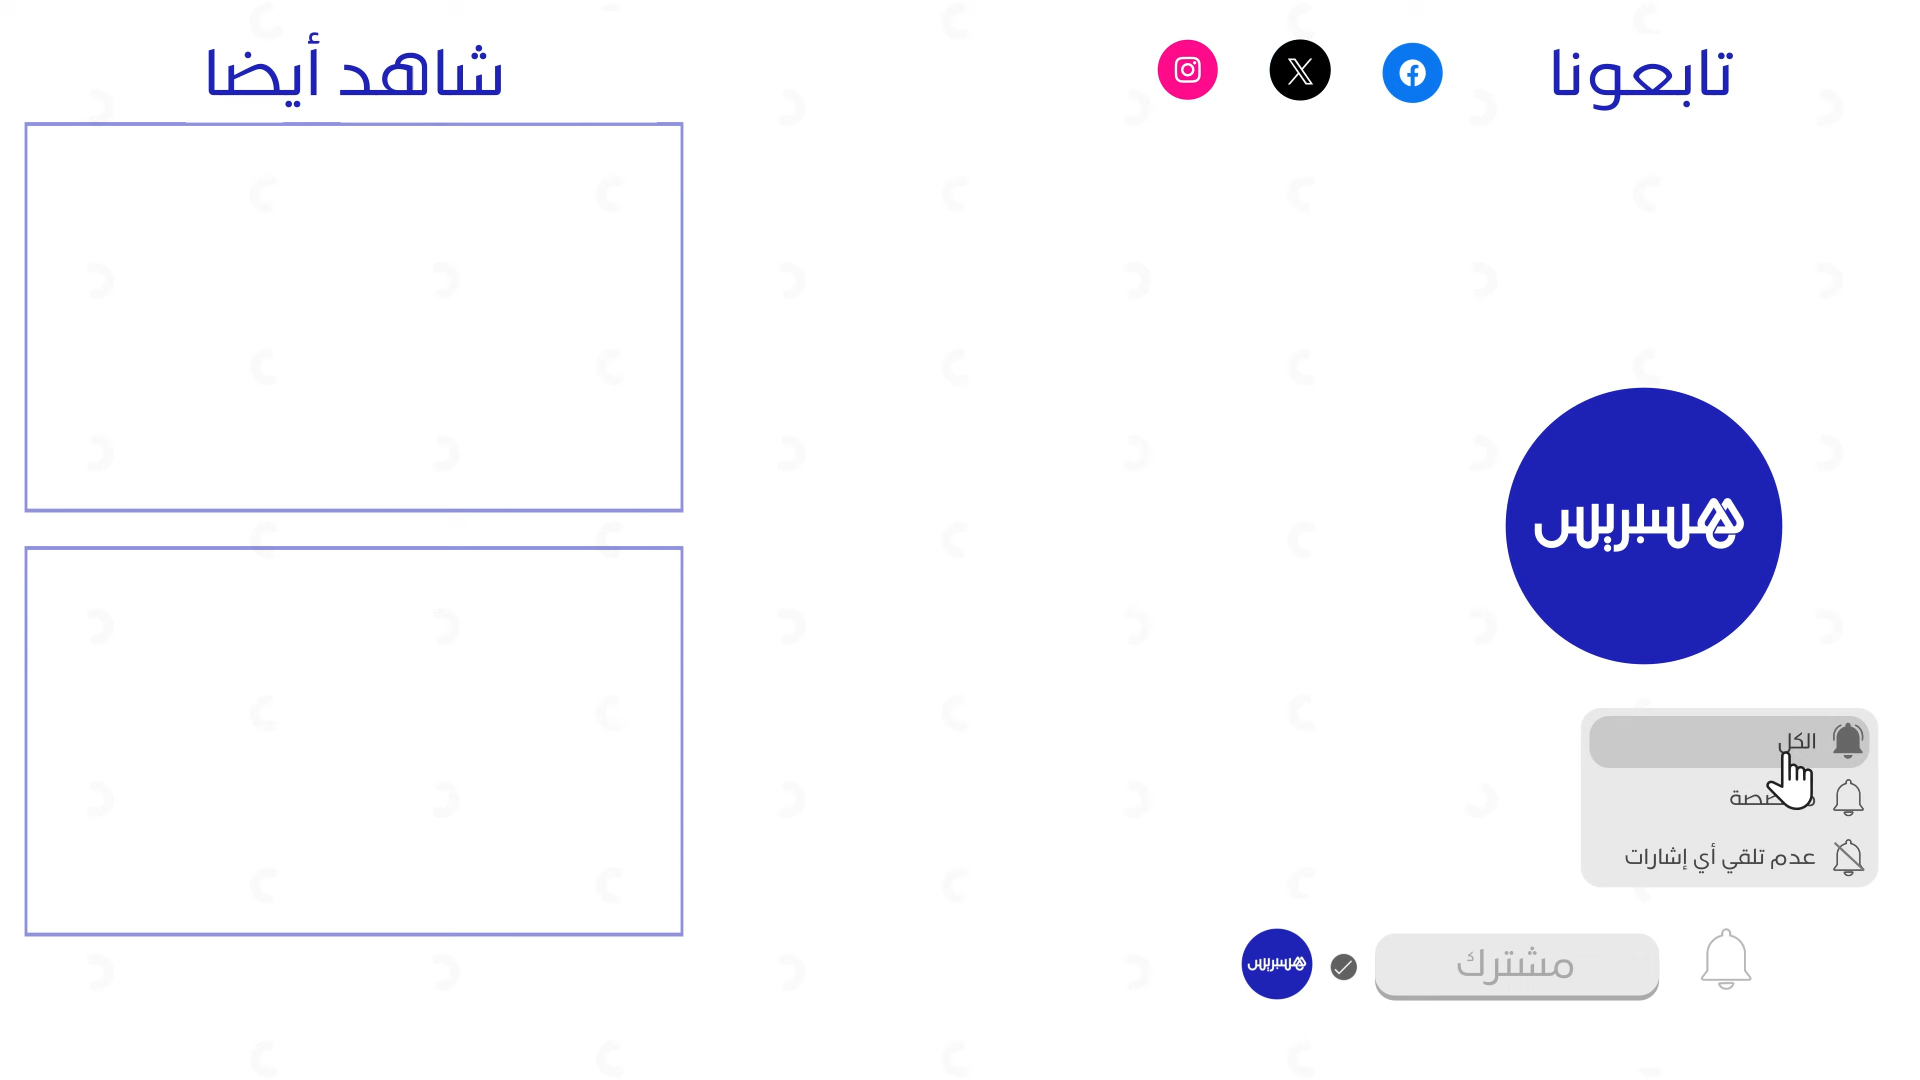 تابعونا
شاهد أيضا
هسبريس
الكل
عدم تلقي أي إشارات
هسبريس
مشترك